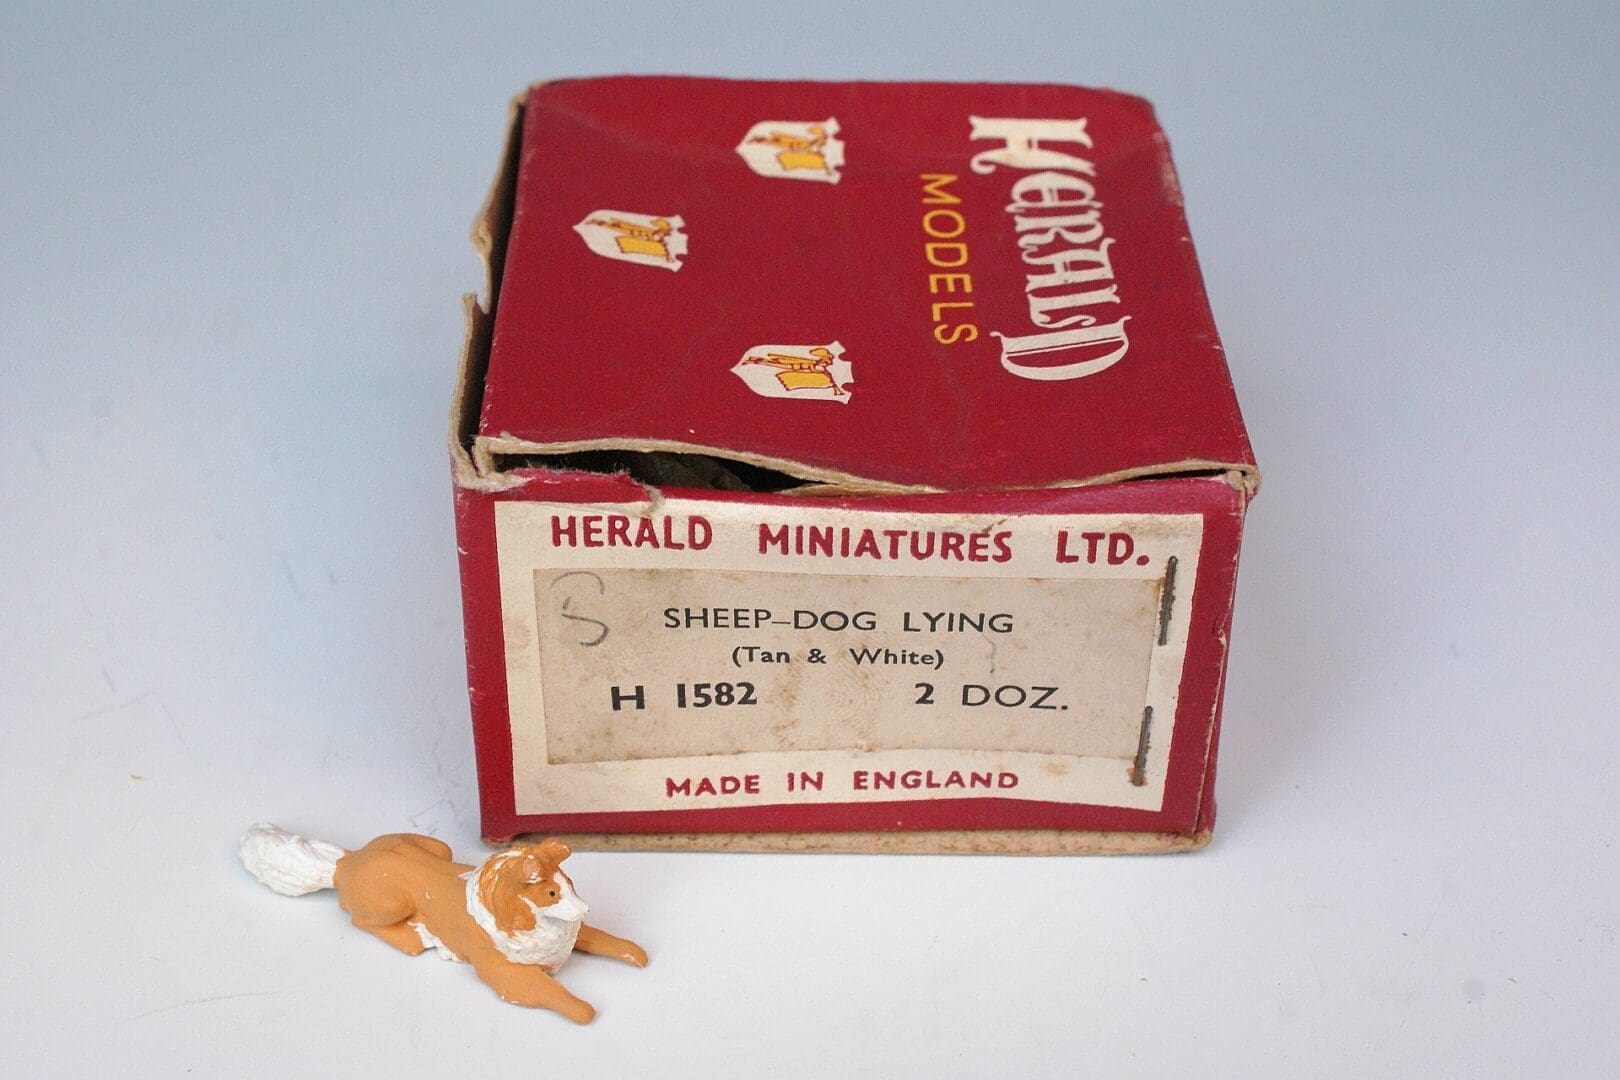 HERALD
MODELS
HERALD MINIATURES LTD.
S
SHEEP–DOG LYING
(Tan & White)
H 1582 2 DOZ.
MADE IN ENGLAND